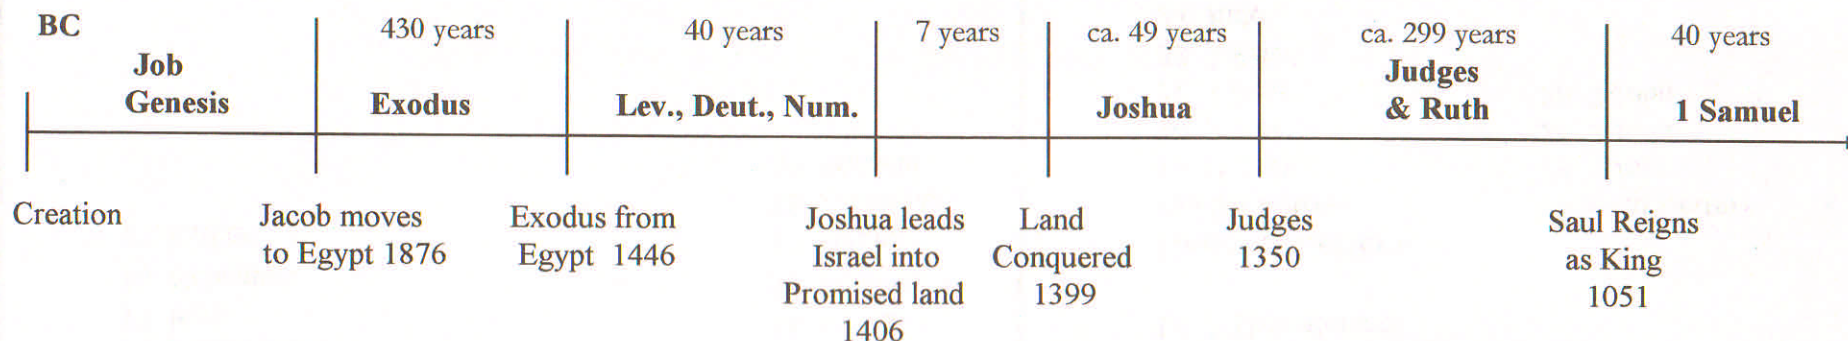 BC
430 years
40 years
7 years
ca. 49 years
ca. 299 years
40 years
Job
Genesis
Exodus
Lev., Deut., Num.
Joshua
Judges
& Ruth
1 Samuel
Creation
Jacob moves
to Egypt 1876
Exodus from
Egypt 1446
Joshua leads
Israel into
Promised land
1406
Land
Conquered
1399
Judges
1350
Saul Reigns
as King
1051